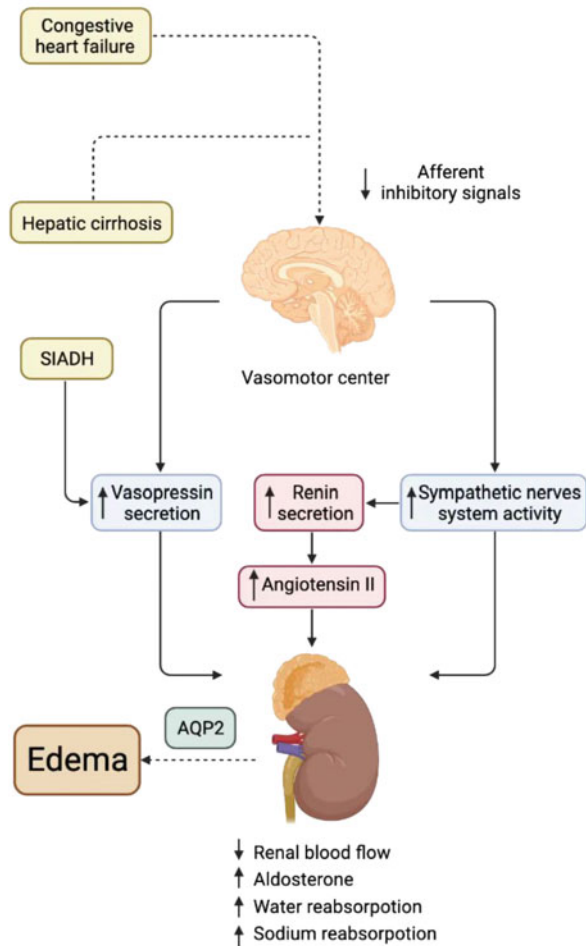 Congestive
heart failure
↓ Afferent
inhibitory signals
Hepatic cirrhosis
Vasomotor center
SIADH
↑ Vasopressin
secretion
↑ Renin
secretion
↑ Sympathetic nerves
system activity
↑ Angiotensin II
AQP2
Edema
↓ Renal blood flow
↑ Aldosterone
↑ Water reabsorpotion
↑ Sodium reabsorpotion